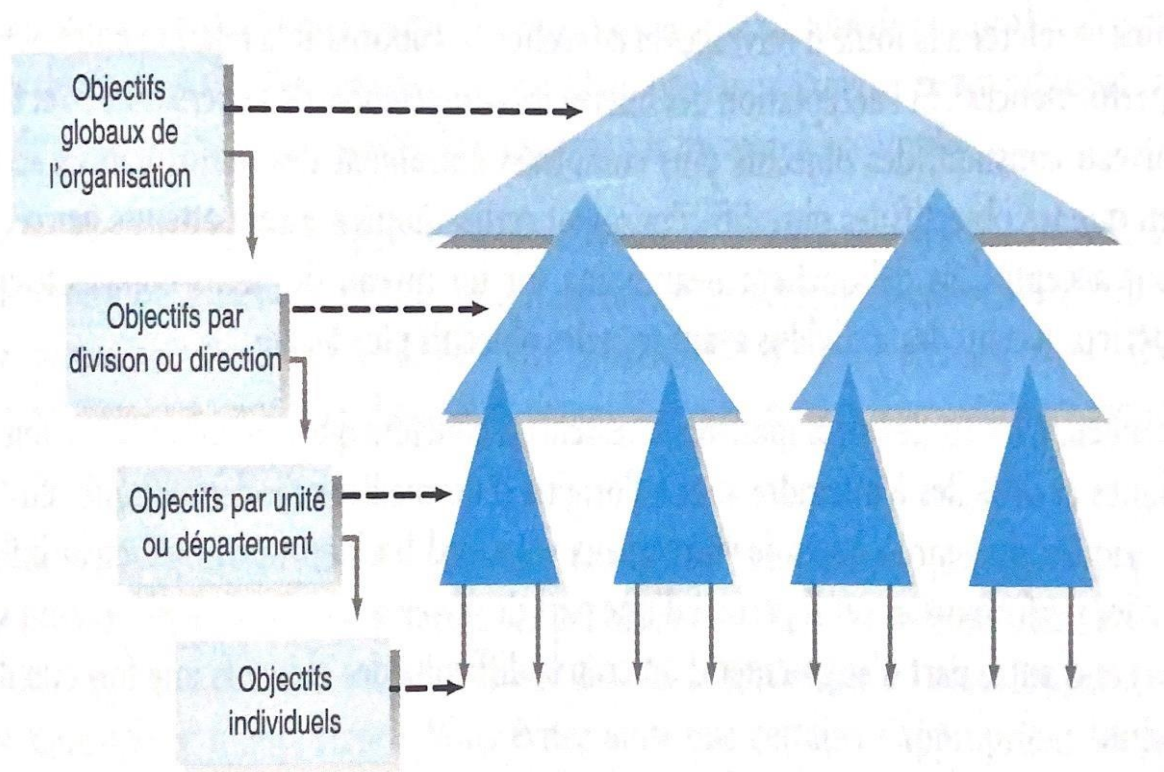 Objectifs
globaux de
l'organisation
Objectifs par
division ou direction
Objectifs par unité
ou département
Objectifs
individuels